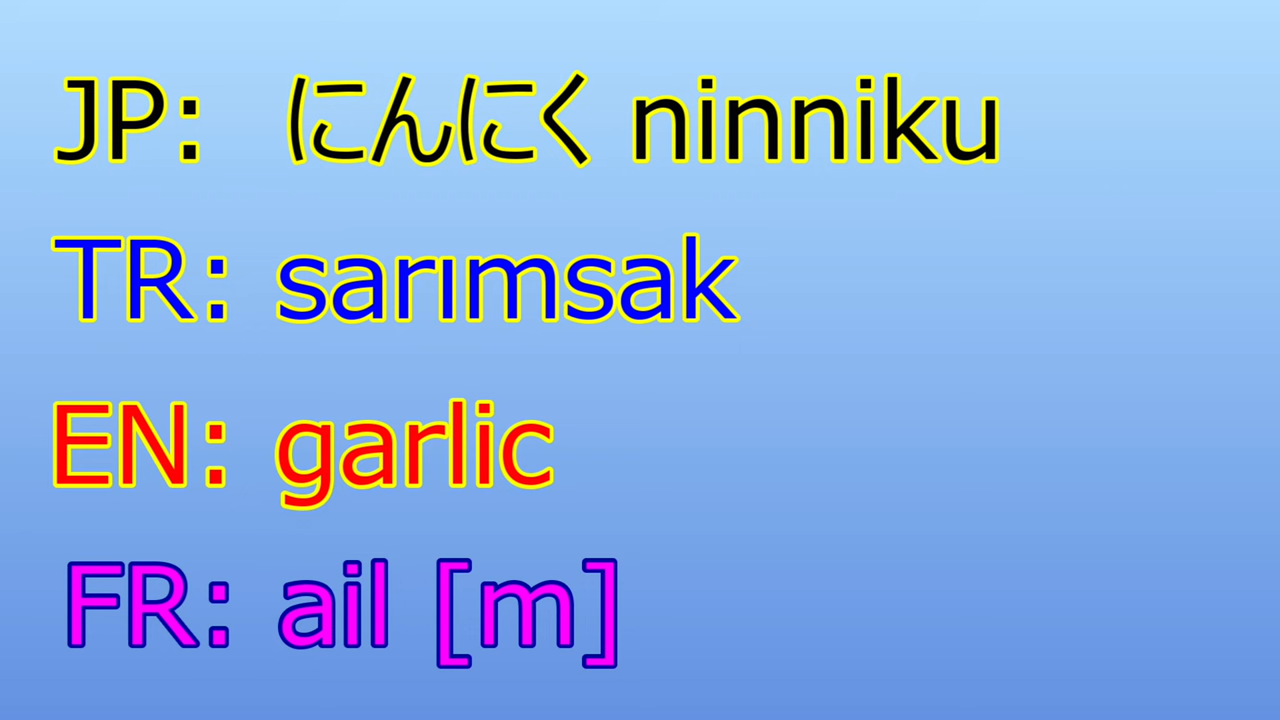 JP: にんにく ninniku
TR: sarımsak
EN: garlic
FR: ail [m]